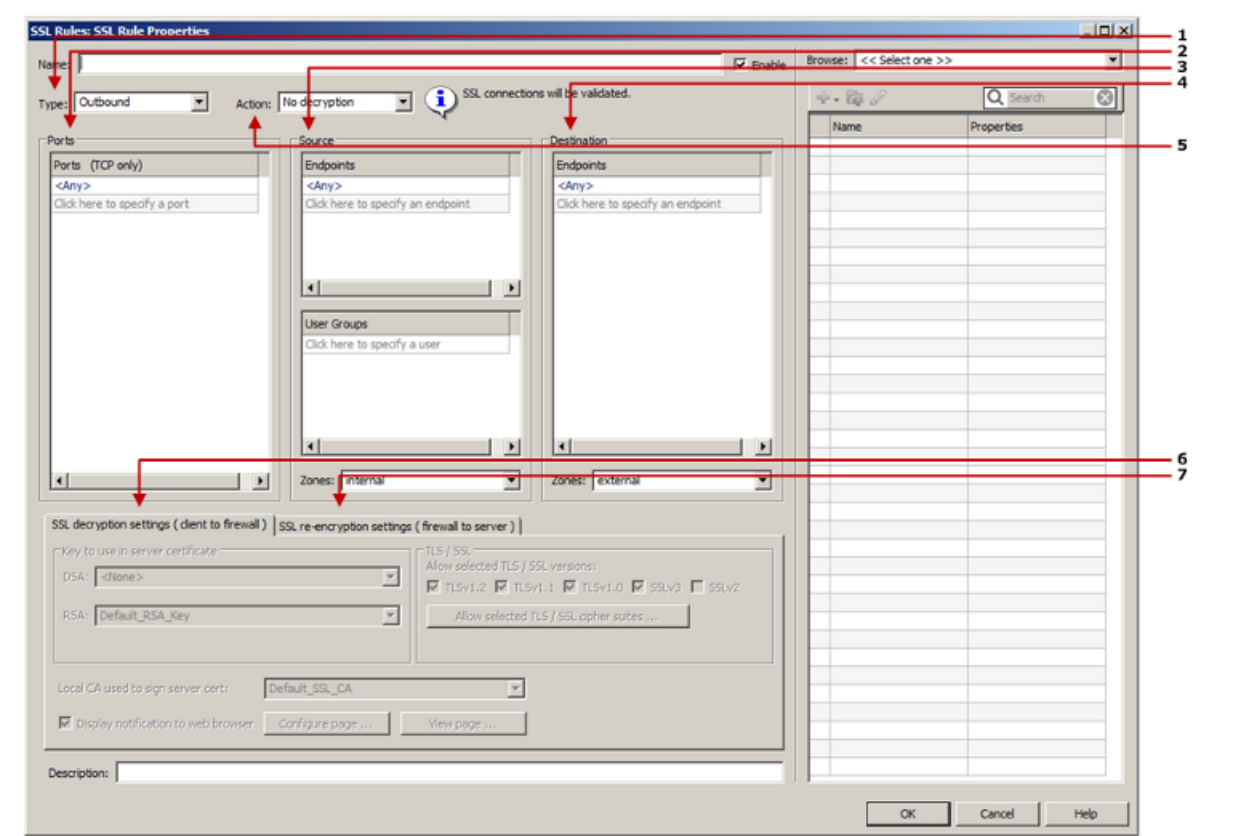 SSL Rules: SSL Rule Properties
1
2
3
4
5
6
7
Name:
Enable
Browse: << Select one >>
Type: Outbound
Action: No decryption
i
SSL connections will be validated.
Search
Name Properties
Ports
Source
Destination
Ports (TCP only)
<Any>
Click here to specify a port
Endpoints
<Any>
Click here to specify an endpoint
User Groups
Click here to specify a user
Zones: internal
Endpoints
<Any>
Click here to specify an endpoint
Zones: external
SSL decryption settings ( client to firewall )
SSL re-encryption settings ( firewall to server )
Key to use in server certificate
DSA: <None>
RSA: Default_RSA_Key
TLS / SSL
Allow selected TLS / SSL versions:
TLSv1.2 TLSv1.1 TLSv1.0 SSLv3 SSLv2
Allow selected TLS / SSL cipher suites ...
Local CA used to sign server cert: Default_SSL_CA
Display notification to web browser Configure page ... View page ...
Description:
OK Cancel Help